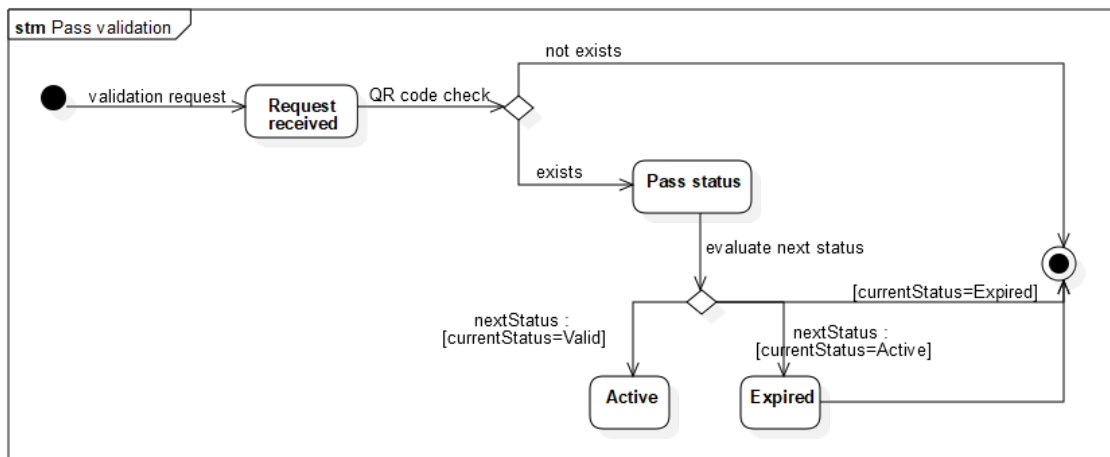 stm Pass validation
not exists
validation request
QR code check
Request
received
exists
Pass status
evaluate next status
[currentStatus=Expired]
nextStatus :
[currentStatus=Valid]
nextStatus :
[currentStatus=Active]
Active
Expired